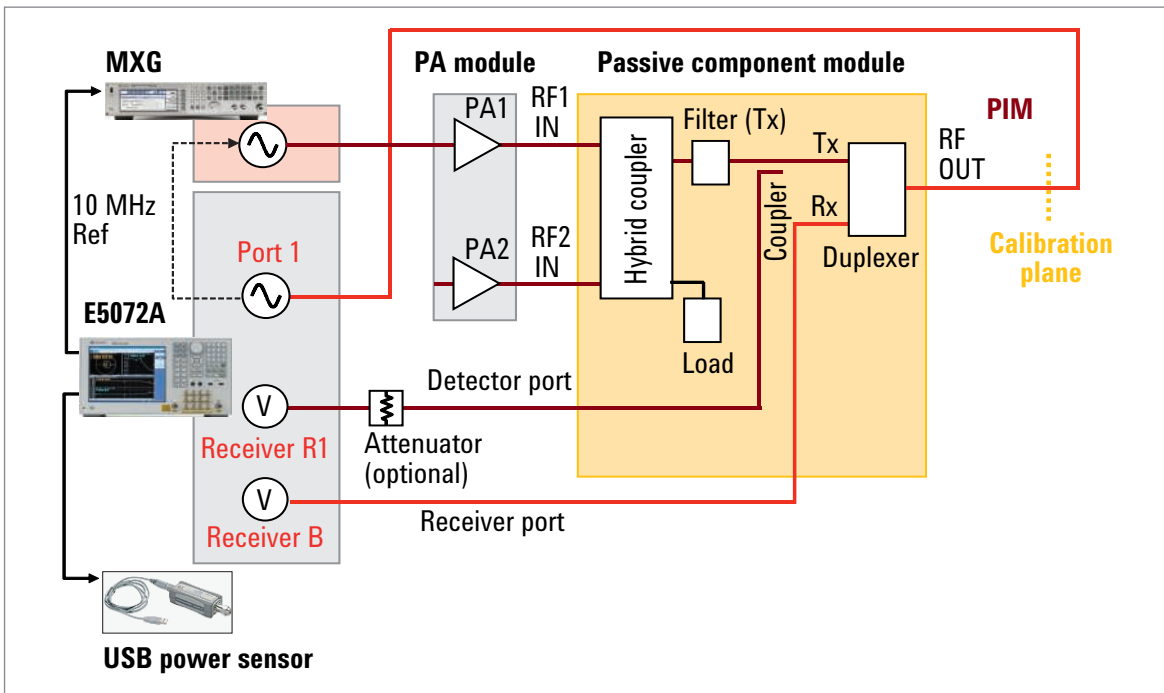 MXG
PA module
Passive component module
PA1
RF1
IN
Filter (Tx)
Tx
PIM
RF
OUT
10 MHz
Ref
Hybrid coupler
Coupler
Rx
Port 1
PA2
RF2
IN
Duplexer
Calibration
plane
E5072A
Load
Detector port
V
Receiver R1
Attenuator
(optional)
V
Receiver B
Receiver port
USB power sensor